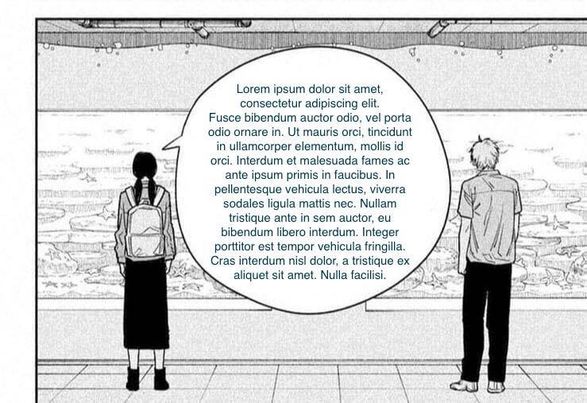 Lorem ipsum dolor sit amet,
consectetur adipiscing elit.
Fusce bibendum auctor odio, vel porta
odio ornare in. Ut mauris orci, tincidunt
in ullamcorper elementum, mollis id
orci. Interdum et malesuada fames ac
ante ipsum primis in faucibus. In
pellentesque vehicula lectus, viverra
sodales ligula mattis nec. Nullam
tristique ante in sem auctor, eu
bibendum libero interdum. Integer
porttitor est tempor vehicula fringilla.
Cras interdum nisl dolor, a tristique ex
aliquet sit amet. Nulla facilisi.